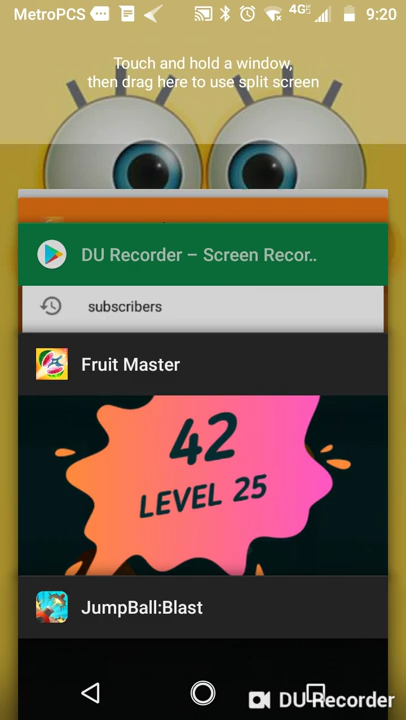 MetroPCS 4GLTE 9:20
Touch and hold a window,
then drag here to use split screen
DU Recorder – Screen Recor..
subscribers
Fruit Master
42
LEVEL 25
JumpBall:Blast
DU Recorder